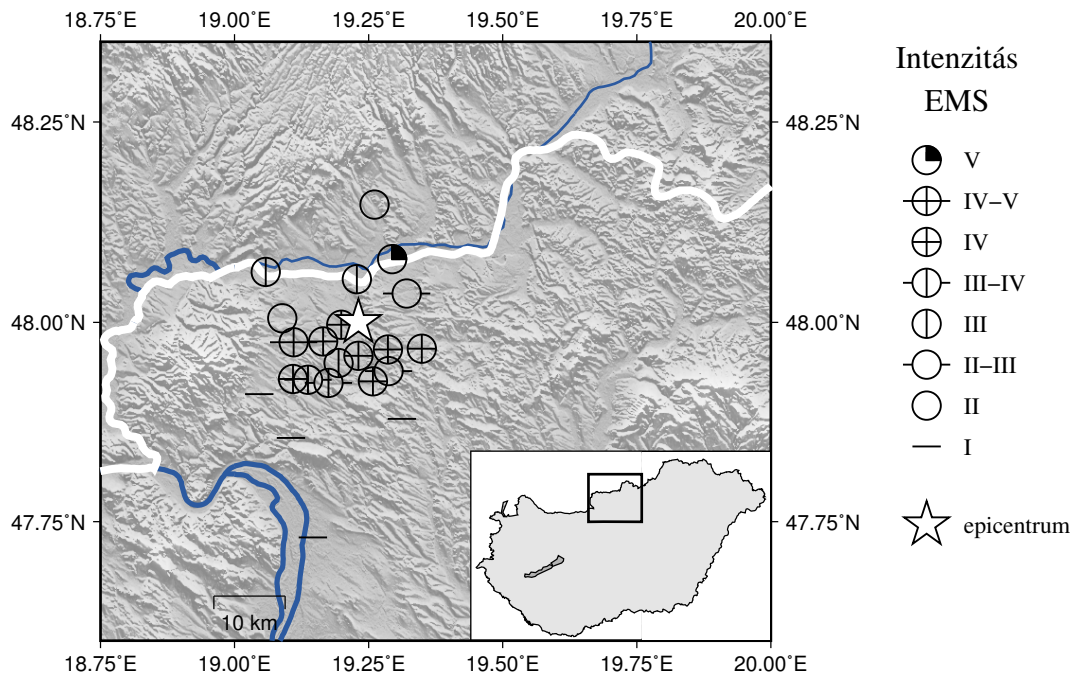 18.75°E 19.00°E 19.25°E 19.50°E 19.75°E 20.00°E
Intenzitás
EMS
48.25°N 48.25°N
V
IV–V
IV
III–IV
III
II–III
II
I
48.00°N 48.00°N
47.75°N 47.75°N
epicentrum
10 km
18.75°E 19.00°E 19.25°E 19.50°E 19.75°E 20.00°E